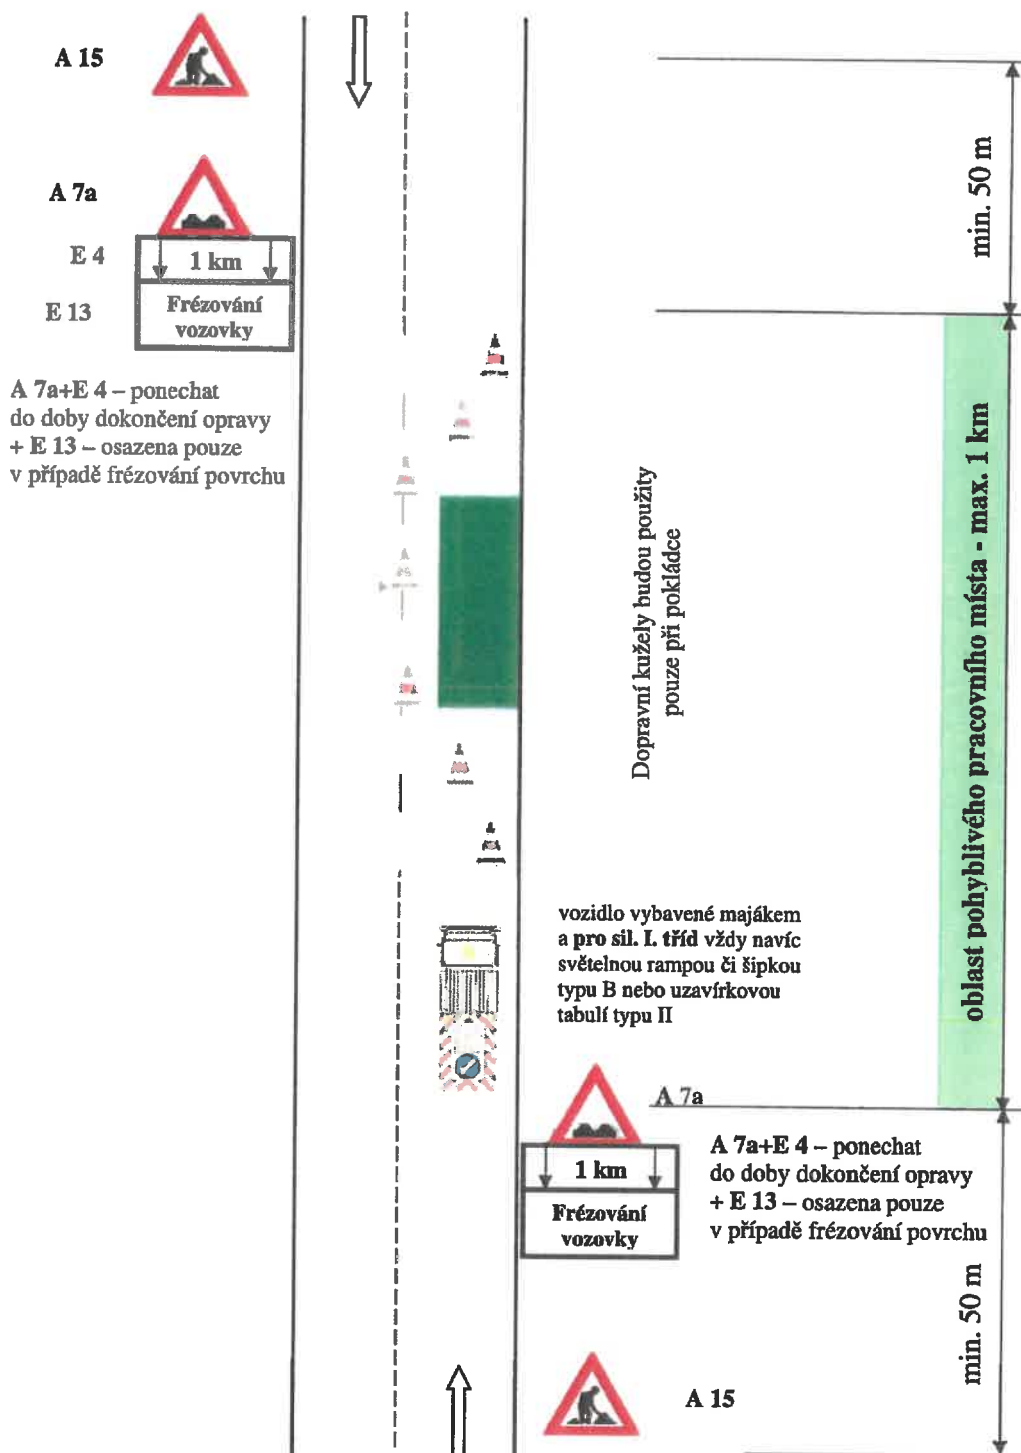 A 15
A 7a
E 4
1 km
E 13
Frézování
vozovky
A 7a+E 4 – ponechat
do doby dokončení opravy
+ E 13 – osazena pouze
v případě frézování povrchu
min. 50 m
Dopravní kužely budou použity
pouze při pokládce
oblast pohyblivého pracovního místa - max. 1 km
vozidlo vybavené majákem
a pro sil. I. tříd vždy navíc
světelnou rampou či šipkou
typu B nebo uzavírkovou
tabulí typu II
A 7a
1 km
Frézování
vozovky
A 7a+E 4 – ponechat
do doby dokončení opravy
+ E 13 – osazena pouze
v případě frézování povrchu
min. 50 m
A 15